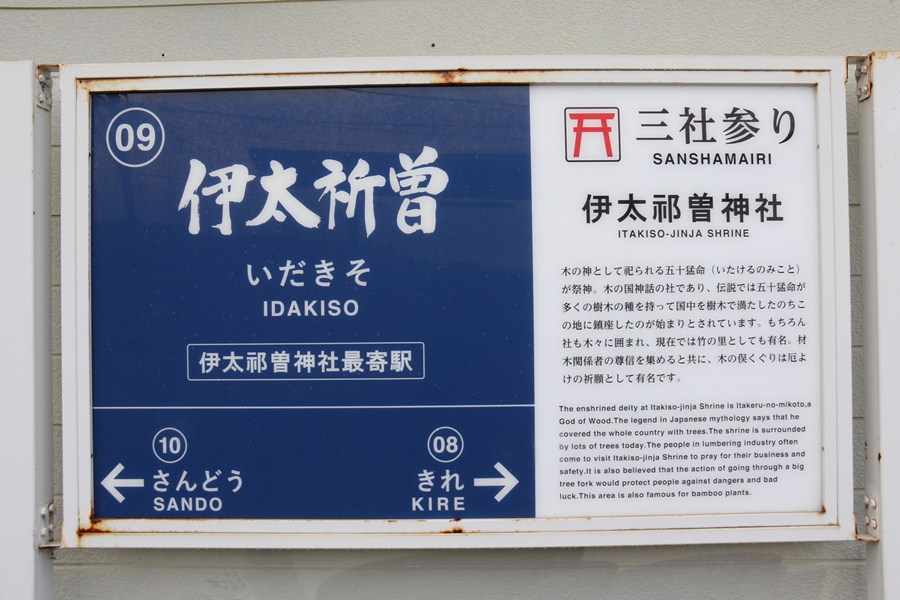 09
伊太祈曽
いだきそ
IDAKISO
伊太祁曽神社最寄駅
10
さんどう
SANDO
08
きれ
KIRE
三社参り
SANSHAMAIRI
伊太祁曽神社
ITAKISO-JINJA SHRINE
木の神として祀られる五十猛命（いたけるのみこと）
が祭神。木の国神話の社であり、伝説では五十猛命が
多くの樹木の種を持って国中を樹木で満たしたのちこ
の地に鎮座したのが始まりとされています。もちろん
社も木々に囲まれ、現在では竹の里としても有名。材
木関係者の尊信を集めると共に、木の俣くぐりは厄よ
けの祈願として有名です。
The enshrined deity at Itakiso-jinja Shrine is Itakeru-no-mikoto,a
God of Wood.The legend in Japanese mythology says that he
covered the whole country with trees.The shrine is surrounded
by lots of trees today.The people in lumbering industry often
come to visit Itakiso-jinja Shrine to pray for their business and
safety.It is also believed that the action of going through a big
tree fork would protect people against dangers and bad
luck.This area is also famous for bamboo plants.